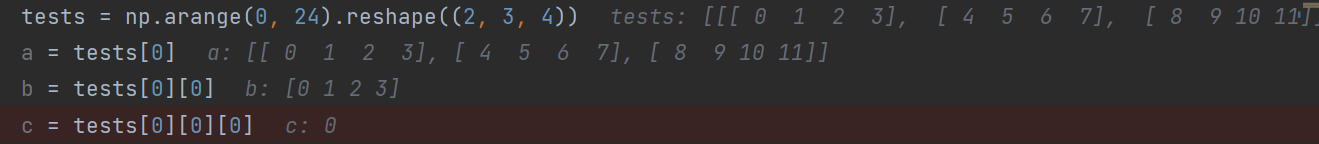 tests = np.arange(0, 24).reshape((2, 3, 4)) tests: [[[ 0 1 2 3], [ 4 5 6 7], [ 8 9 10 11]]
a = tests[0] a: [[ 0 1 2 3], [ 4 5 6 7], [ 8 9 10 11]]
b = tests[0][0] b: [0 1 2 3]
c = tests[0][0][0] c: 0